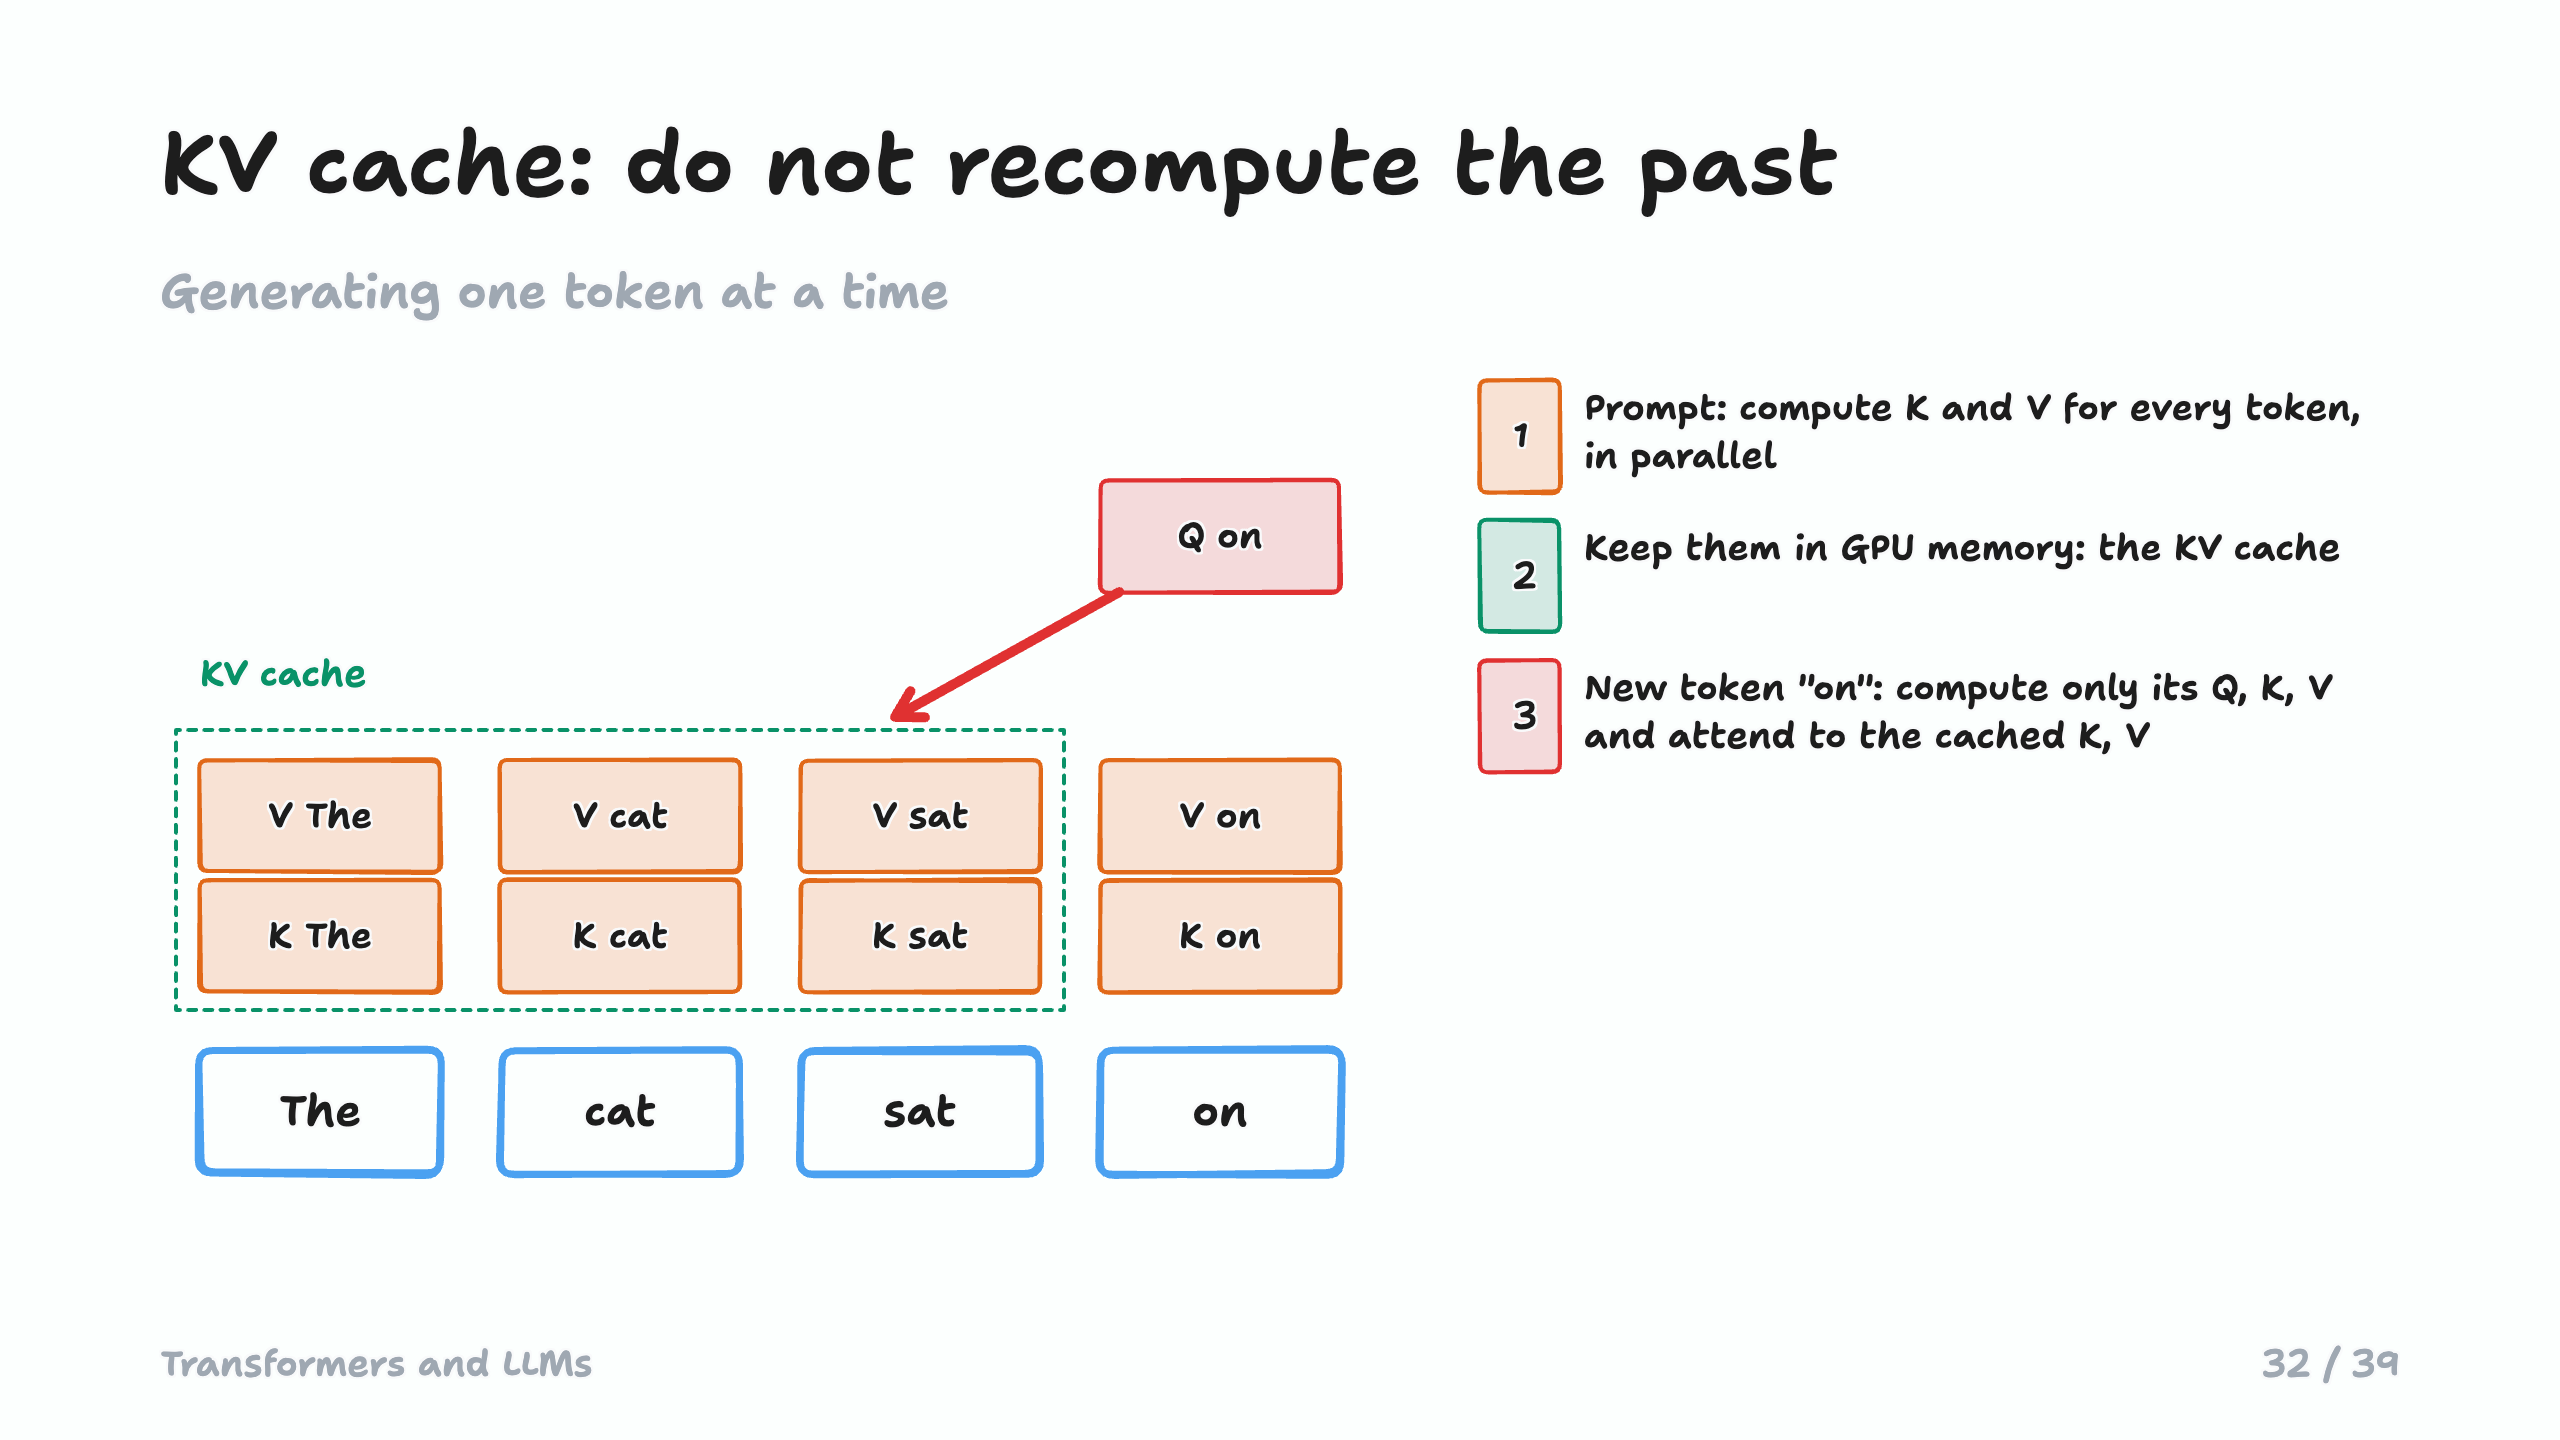 KV cache: do not recompute the past
Generating one token at a time
Q on
KV cache
V The
V cat
V sat
V on
K The
K cat
K sat
K on
The
cat
sat
on
1
Prompt: compute K and V for every token,
in parallel
2
Keep them in GPU memory: the KV cache
3
New token "on": compute only its Q, K, V
and attend to the cached K, V
Transformers and LLMs
32 / 39